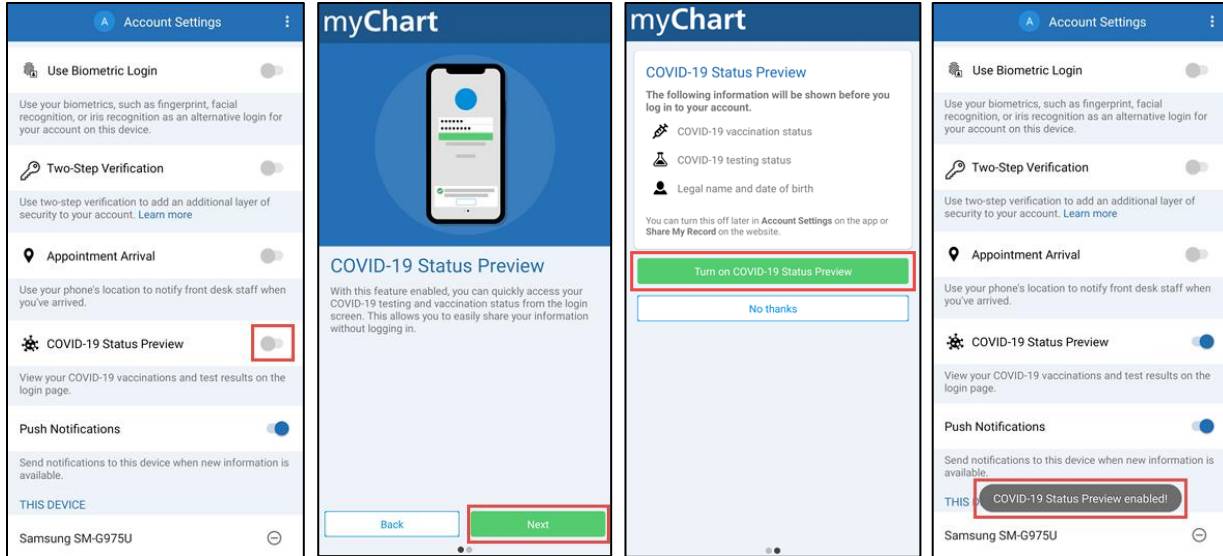 A Account Settings
Use Biometric Login
Use your biometrics, such as fingerprint, facial
recognition, or iris recognition as an alternative login for
your account on this device.
Two-Step Verification
Use two-step verification to add an additional layer of
security to your account. Learn more
Appointment Arrival
Use your phone's location to notify front desk staff when
you've arrived.
COVID-19 Status Preview
View your COVID-19 vaccinations and test results on the
login page.
Push Notifications
Send notifications to this device when new information is
available.
THIS DEVICE
Samsung SM-G975U
myChart
COVID-19 Status Preview
With this feature enabled, you can quickly access your
COVID-19 testing and vaccination status from the login
screen. This allows you to easily share your information
without logging in.
Back Next
myChart
COVID-19 Status Preview
The following information will be shown before you
log in to your account.
COVID-19 vaccination status
COVID-19 testing status
Legal name and date of birth
You can turn this off later in Account Settings on the app or
Share My Record on the website.
Turn on COVID-19 Status Preview
No thanks
A Account Settings
Use Biometric Login
Use your biometrics, such as fingerprint, facial
recognition, or iris recognition as an alternative login for
your account on this device.
Two-Step Verification
Use two-step verification to add an additional layer of
security to your account. Learn more
Appointment Arrival
Use your phone's location to notify front desk staff when
you've arrived.
COVID-19 Status Preview
View your COVID-19 vaccinations and test results on the
login page.
Push Notifications
Send notifications to this device when new information is
available.
THIS D
COVID-19 Status Preview enabled!
Samsung SM-G975U